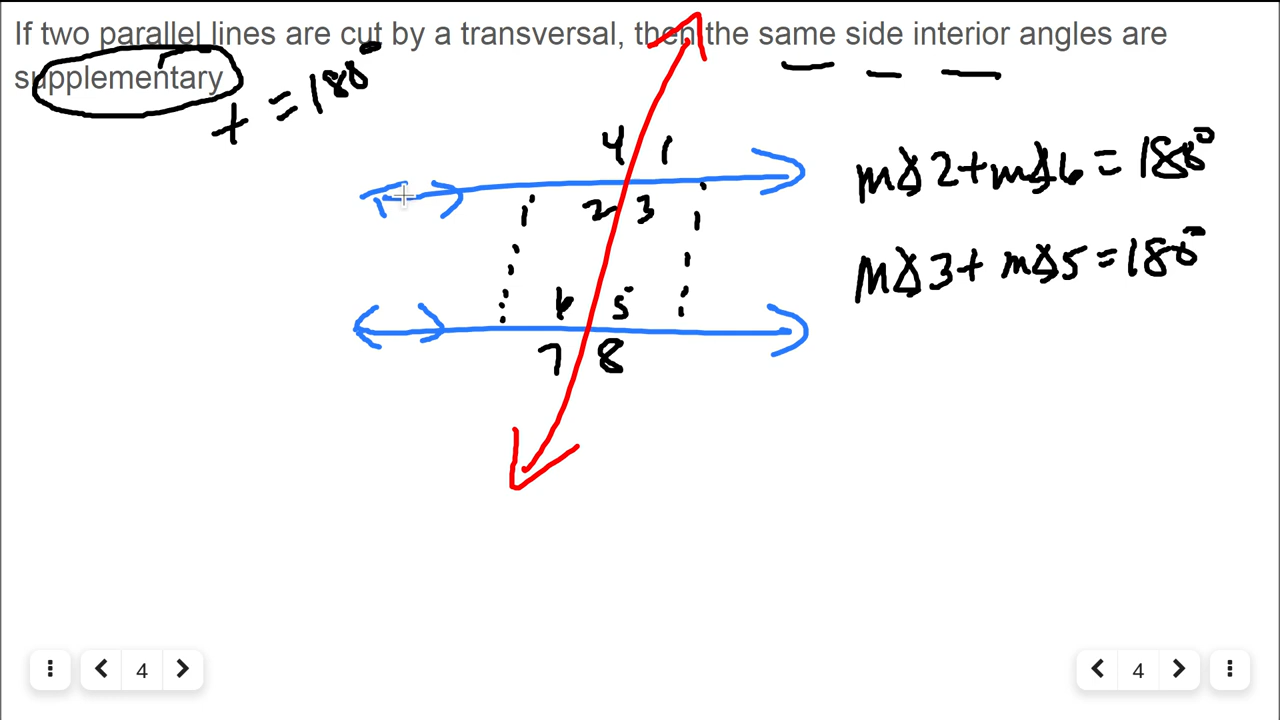 If two parallel lines are cut by a transversal, then the same side interior angles are
supplementary
+ = 180°
4 1
2 3
6 5
7 8
m∠2 + m∠6 = 180°
m∠3 + m∠5 = 180°
4
4